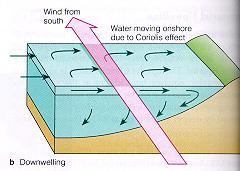 Wind from
south
Water moving onshore
due to Coriolis effect
b Downwelling